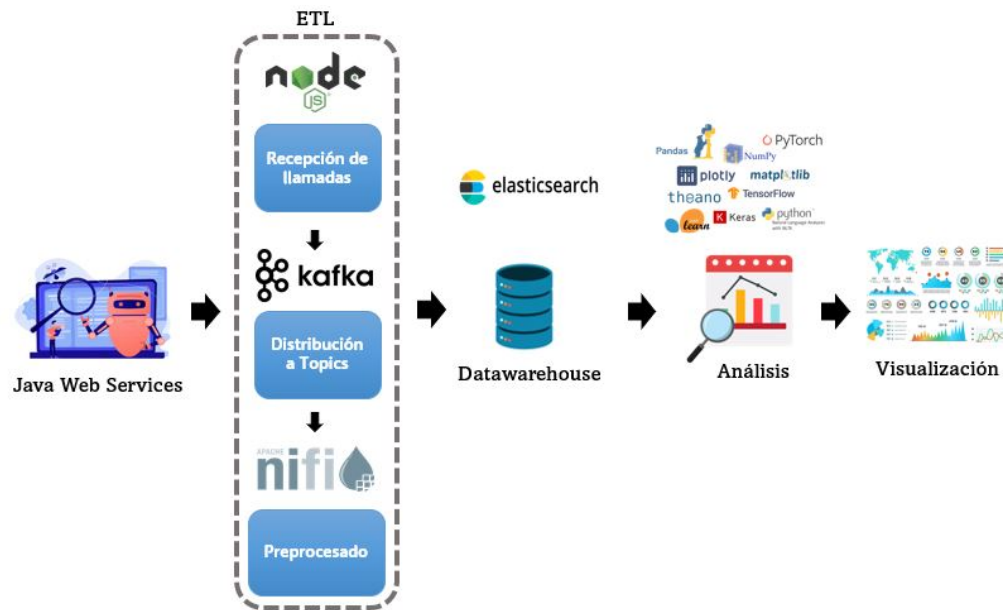 ETL
node
JS
Recepción de
llamadas
kafka
Distribución
a Topics
APACHE
nifi
Preprocesado
Java Web Services
elasticsearch
Datawarehouse
Pandas
NumPy
PyTorch
plotly
matplotlib
theano
TensorFlow
learn
Keras
python
Análisis
Visualización